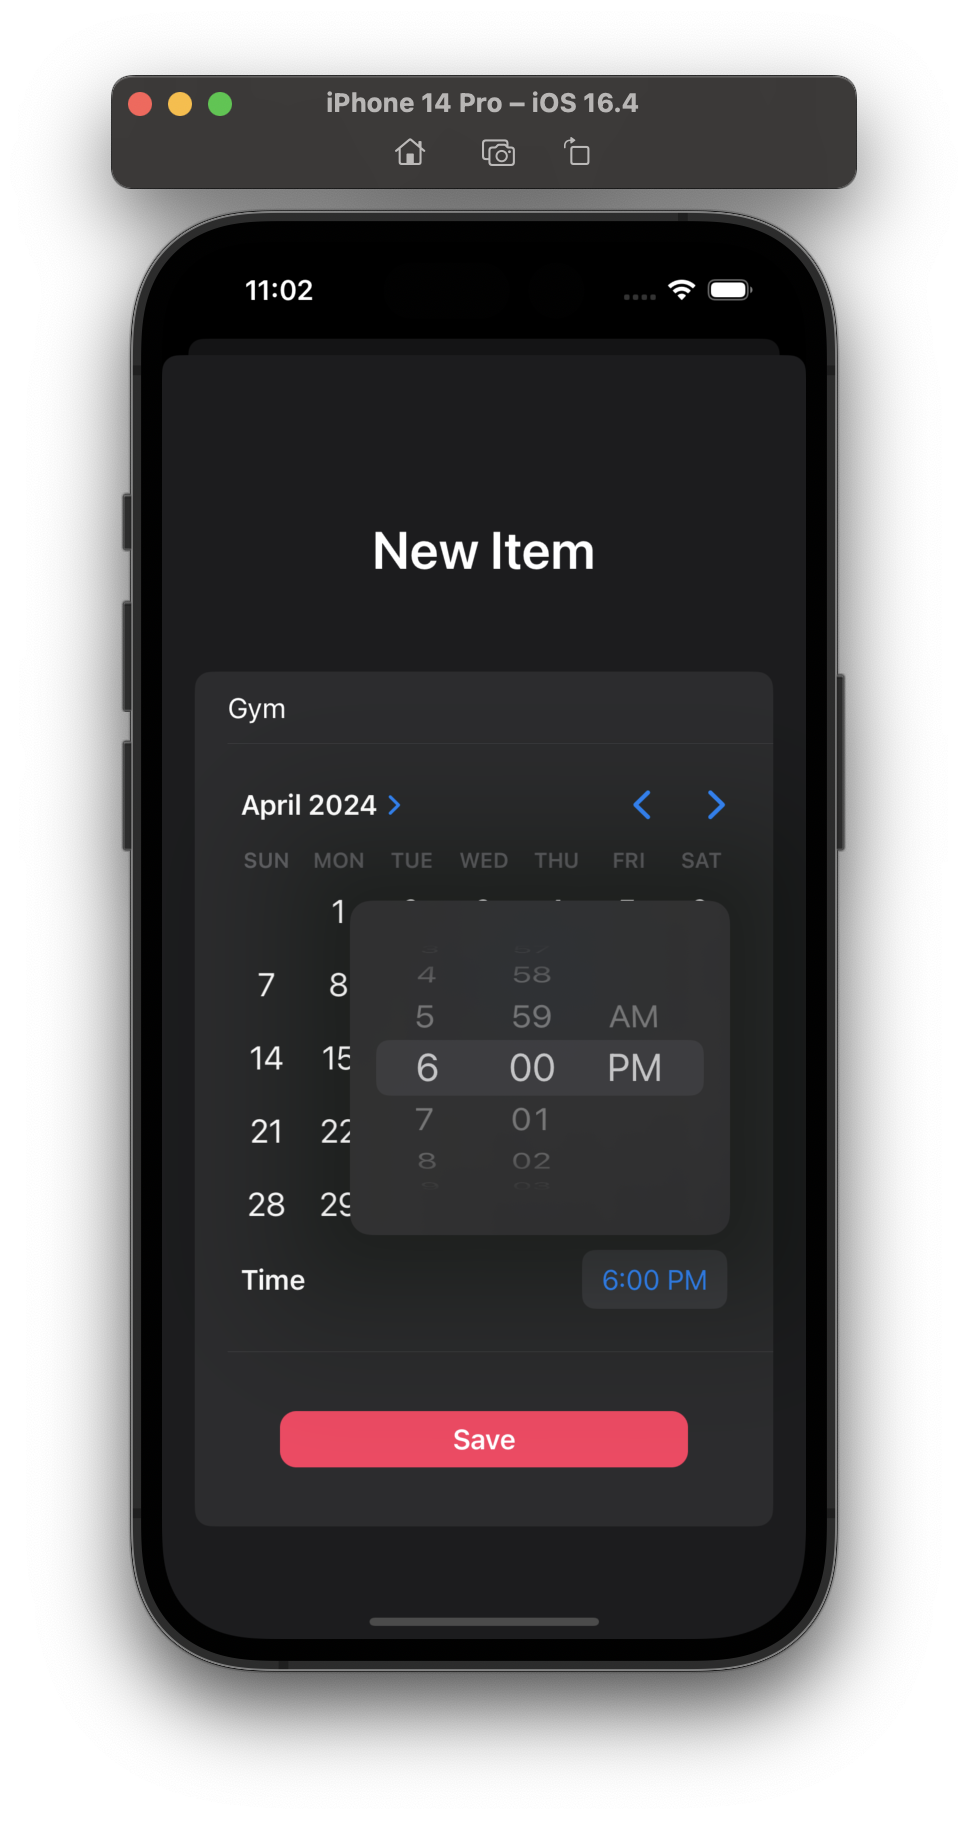 iPhone 14 Pro – iOS 16.4
11:02
New Item
Gym
April 2024
SUN MON TUE WED THU FRI SAT
1
7 8
14 15
21 22
28 29
4 58
5 59 AM
6 00 PM
7 01
8 02
Time 6:00 PM
Save